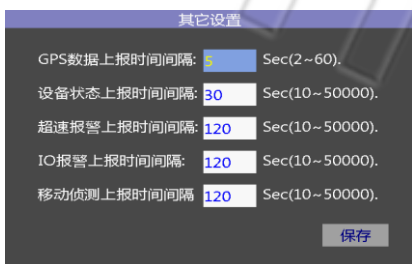 其它设置
GPS数据上报时间间隔: 5 Sec(2~60).
设备状态上报时间间隔: 30 Sec(10~50000).
超速报警上报时间间隔: 120 Sec(10~50000).
IO报警上报时间间隔: 120 Sec(10~50000).
移动侦测上报时间间隔 120 Sec(10~50000).
保存